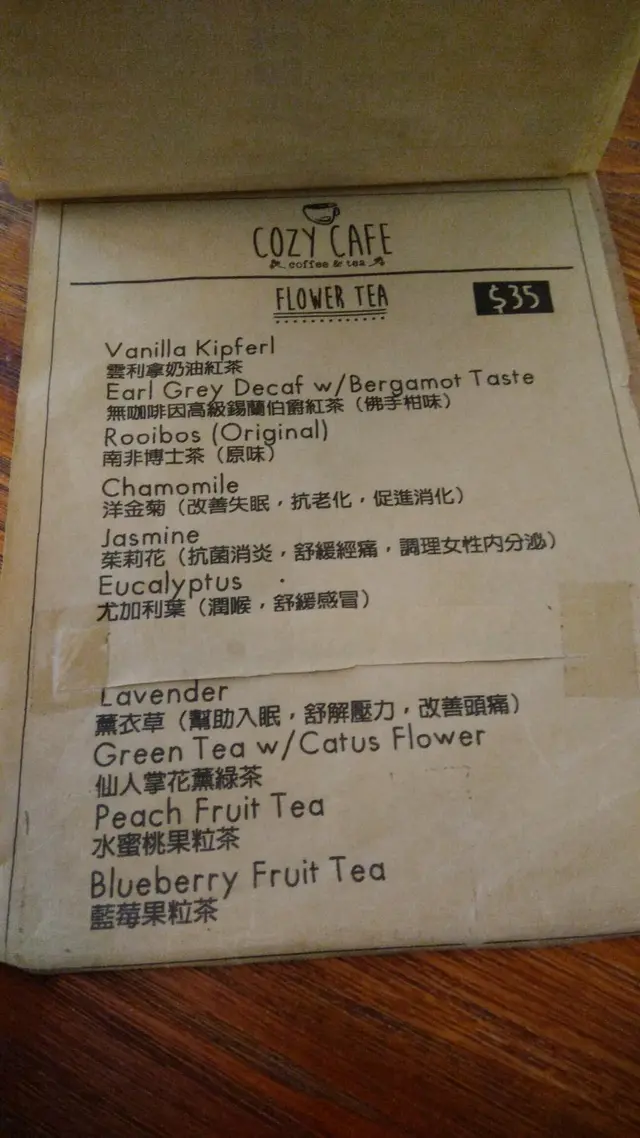 COZY CAFE
coffee & tea
FLOWER TEA
$35
Vanilla Kipferl
雲利拿奶油紅茶
Earl Grey Decaf w/Bergamot Taste
無咖啡因高級錫蘭伯爵紅茶（佛手柑味）
Rooibos (Original)
南非博士茶（原味）
Chamomile
洋金菊（改善失眠，抗老化，促進消化）
Jasmine
茱莉花（抗菌消炎，舒緩經痛，調理女性內分泌）
Eucalyptus
尤加利葉（潤喉，舒緩感冒）
Lavender
薰衣草（幫助入眠，舒解壓力，改善頭痛）
Green Tea w/Catus Flower
仙人掌花薰綠茶
Peach Fruit Tea
水蜜桃果粒茶
Blueberry Fruit Tea
藍莓果粒茶